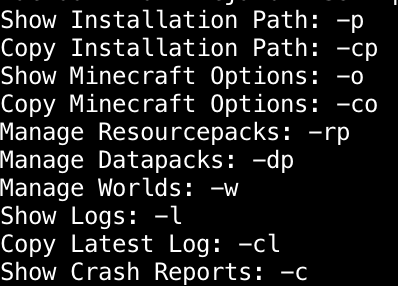 Show Installation Path: -p
Copy Installation Path: -cp
Show Minecraft Options: -o
Copy Minecraft Options: -co
Manage Resourcepacks: -rp
Manage Datapacks: -dp
Manage Worlds: -w
Show Logs: -l
Copy Latest Log: -cl
Show Crash Reports: -c